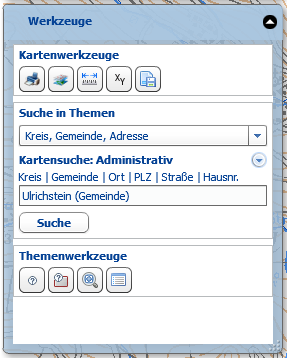 Werkzeuge
Kartenwerkzeuge
XY
Suche in Themen
Kreis, Gemeinde, Adresse
Kartensuche: Administrativ
Kreis | Gemeinde | Ort | PLZ | Straße | Hausnr.
Ulrichstein (Gemeinde)
Suche
Themenwerkzeuge
?